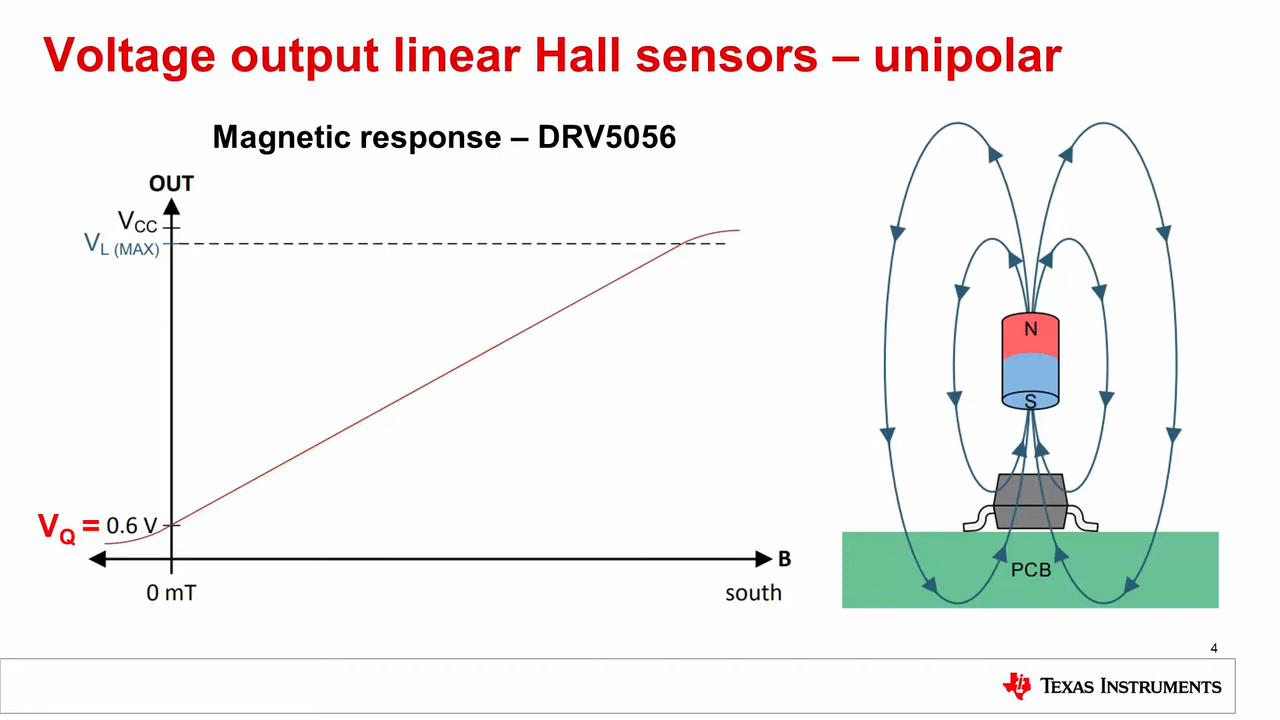 Voltage output linear Hall sensors – unipolar
Magnetic response – DRV5056
OUT
VCC
VL (MAX)
VQ = 0.6 V
B
0 mT
south
N
S
PCB
4
TEXAS INSTRUMENTS